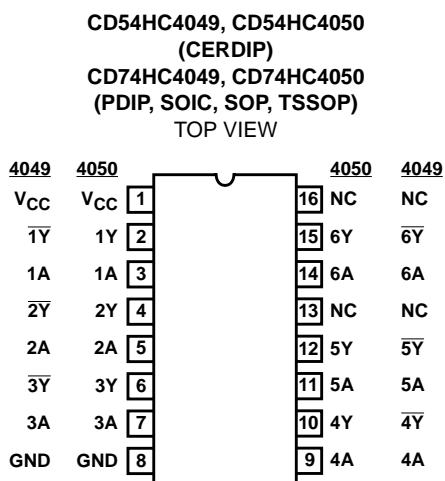 CD54HC4049, CD54HC4050
(CERDIP)
CD74HC4049, CD74HC4050
(PDIP, SOIC, SOP, TSSOP)
TOP VIEW
4049 4050 4050 4049
VCC VCC 1 16 NC NC
1Y̅ 1Y 2 15 6Y 6Y̅
1A 1A 3 14 6A 6A
2Y̅ 2Y 4 13 NC NC
2A 2A 5 12 5Y 5Y̅
3Y̅ 3Y 6 11 5A 5A
3A 3A 7 10 4Y 4Y̅
GND GND 8 9 4A 4A